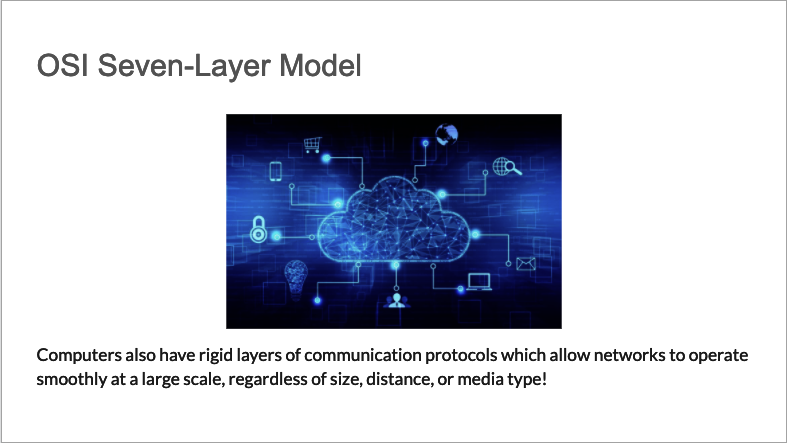 OSI Seven-Layer Model
Computers also have rigid layers of communication protocols which allow networks to operate
smoothly at a large scale, regardless of size, distance, or media type!